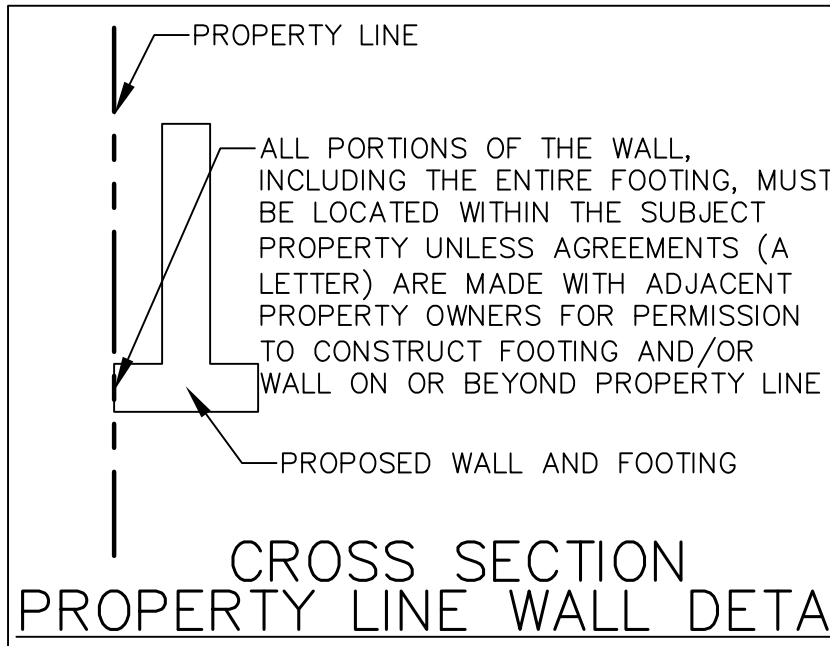 PROPERTY LINE
ALL PORTIONS OF THE WALL,
INCLUDING THE ENTIRE FOOTING, MUST
BE LOCATED WITHIN THE SUBJECT
PROPERTY UNLESS AGREEMENTS (A
LETTER) ARE MADE WITH ADJACENT
PROPERTY OWNERS FOR PERMISSION
TO CONSTRUCT FOOTING AND/OR
WALL ON OR BEYOND PROPERTY LINE
PROPOSED WALL AND FOOTING
CROSS SECTION
PROPERTY LINE WALL DETA